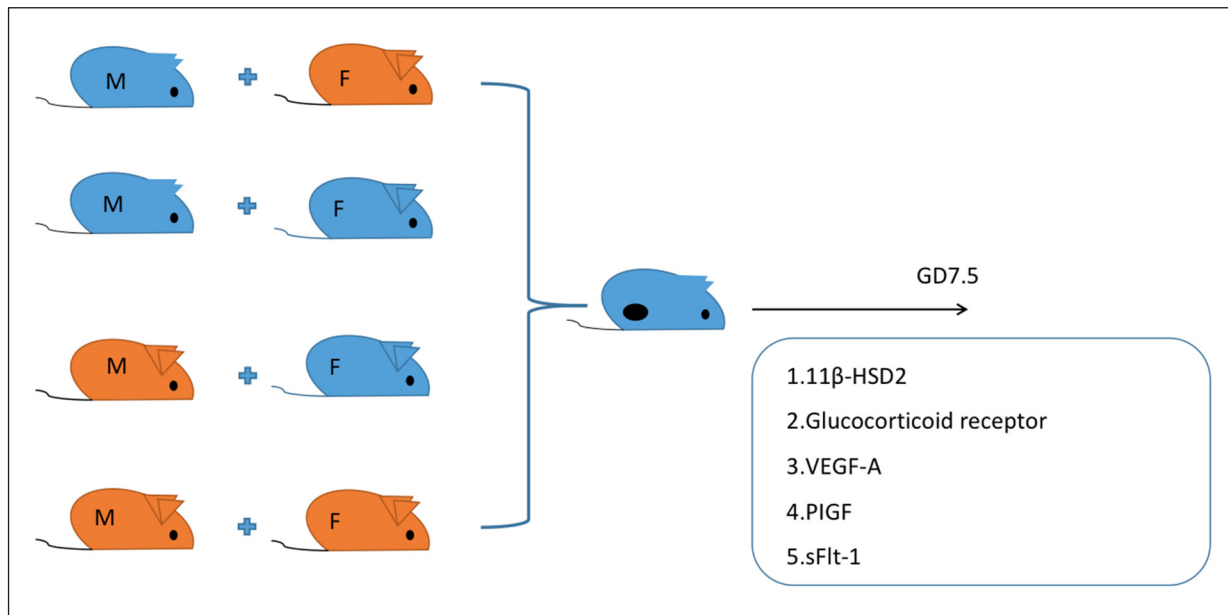 M F
M F
M F
M F
GD7.5
1.11β-HSD2
2.Glucocorticoid receptor
3.VEGF-A
4.PIGF
5.sFlt-1